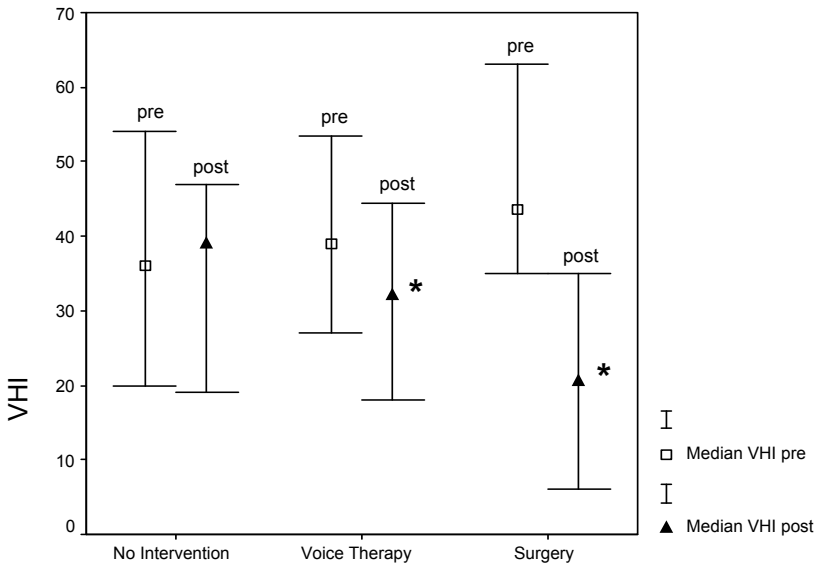 70
60
50
40
30
20
10
0
VHI
pre
post
pre
post
*
pre
post
*
No Intervention
Voice Therapy
Surgery
Median VHI pre
Median VHI post